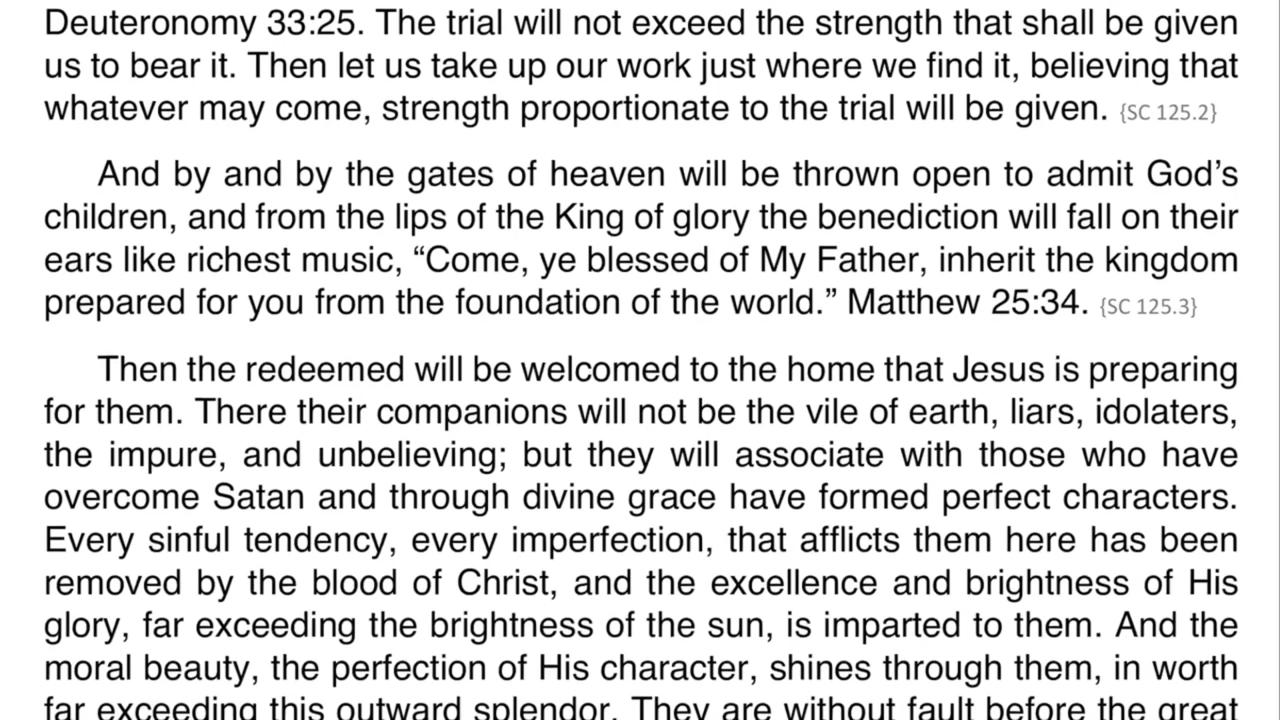 Deuteronomy 33:25. The trial will not exceed the strength that shall be given
us to bear it. Then let us take up our work just where we find it, believing that
whatever may come, strength proportionate to the trial will be given. {SC 125.2}
And by and by the gates of heaven will be thrown open to admit God’s
children, and from the lips of the King of glory the benediction will fall on their
ears like richest music, “Come, ye blessed of My Father, inherit the kingdom
prepared for you from the foundation of the world.” Matthew 25:34. {SC 125.3}
Then the redeemed will be welcomed to the home that Jesus is preparing
for them. There their companions will not be the vile of earth, liars, idolaters,
the impure, and unbelieving; but they will associate with those who have
overcome Satan and through divine grace have formed perfect characters.
Every sinful tendency, every imperfection, that afflicts them here has been
removed by the blood of Christ, and the excellence and brightness of His
glory, far exceeding the brightness of the sun, is imparted to them. And the
moral beauty, the perfection of His character, shines through them, in worth
far exceeding this outward splendor. They are without fault before the great